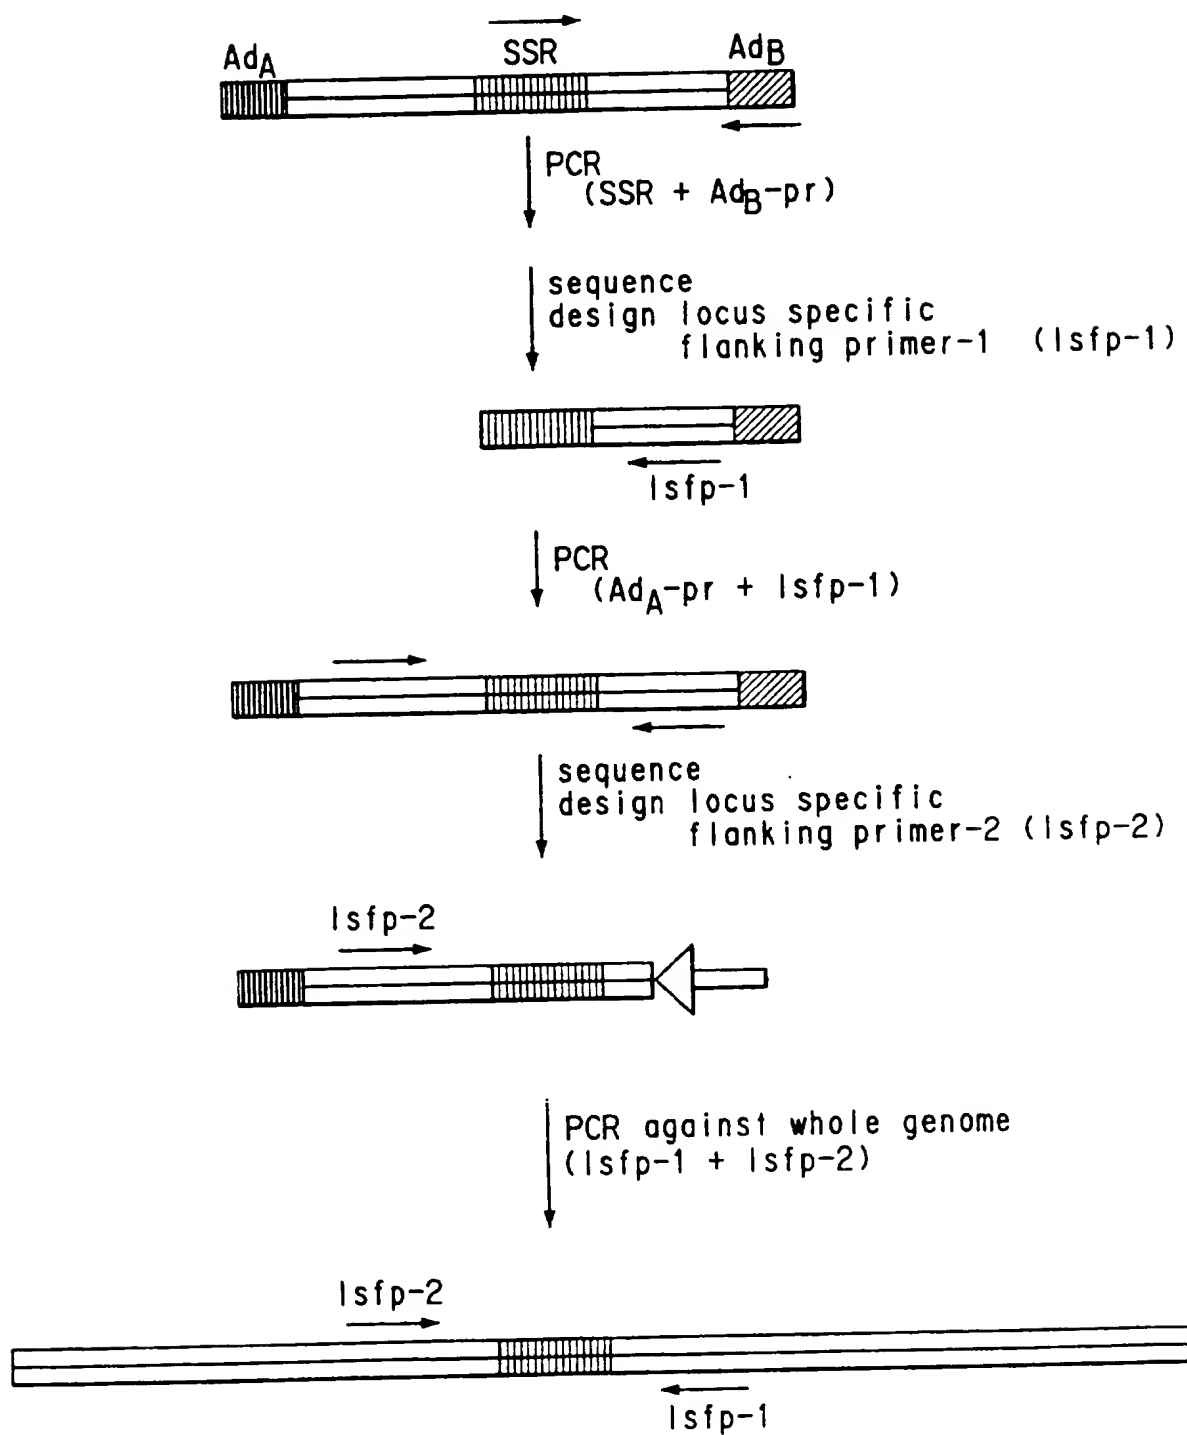 AdA SSR AdB
PCR
(SSR + AdB-pr)
sequence
design locus specific
flanking primer-1 (lsfp-1)
lsfp-1
PCR
(AdA-pr + lsfp-1)
sequence
design locus specific
flanking primer-2 (lsfp-2)
lsfp-2
PCR against whole genome
(lsfp-1 + lsfp-2)
lsfp-2
lsfp-1